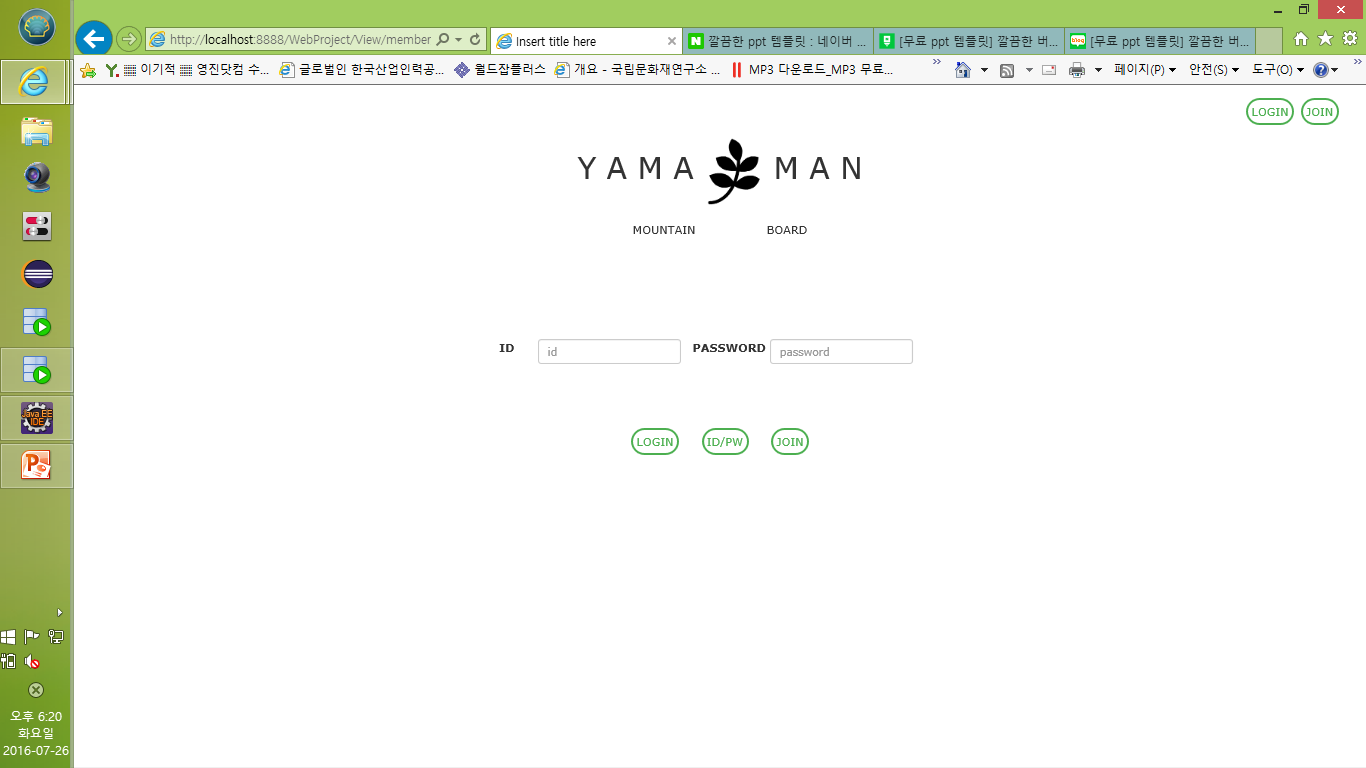 http://localhost:8888/WebProject/View/member
Insert title here
깔끔한 ppt 템플릿 : 네이버 ...
[무료 ppt 템플릿] 깔끔한 버...
[무료 ppt 템플릿] 깔끔한 버...
이기적
영진닷컴 수...
글로벌인 한국산업인력공...
월드잡플러스
개요 - 국립문화재연구소 ...
MP3 다운로드_MP3 무료...
페이지(P)
안전(S)
도구(O)
LOGIN JOIN
YAMA MAN
MOUNTAIN BOARD
ID id PASSWORD password
LOGIN ID/PW JOIN
Java EE
IDE
오후 6:20
화요일
2016-07-26